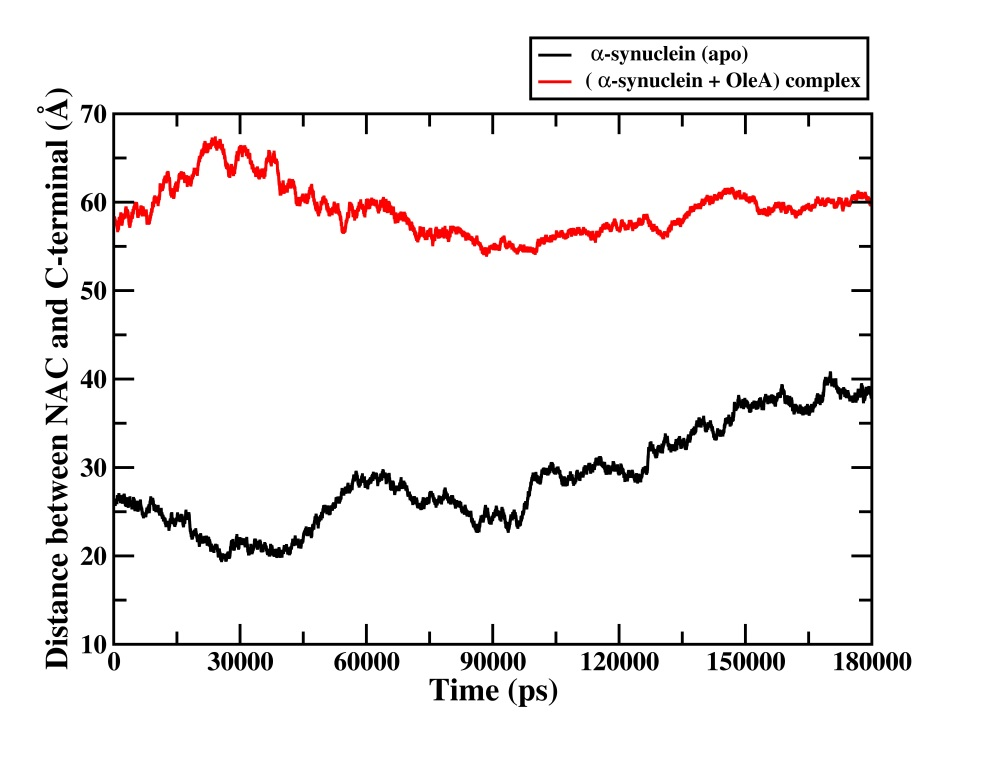 α-synuclein (apo)
( α-synuclein + OleA) complex
Distance between NAC and C-terminal (Å)
70
60
50
40
30
20
10
0 30000 60000 90000 120000 150000 180000
Time (ps)